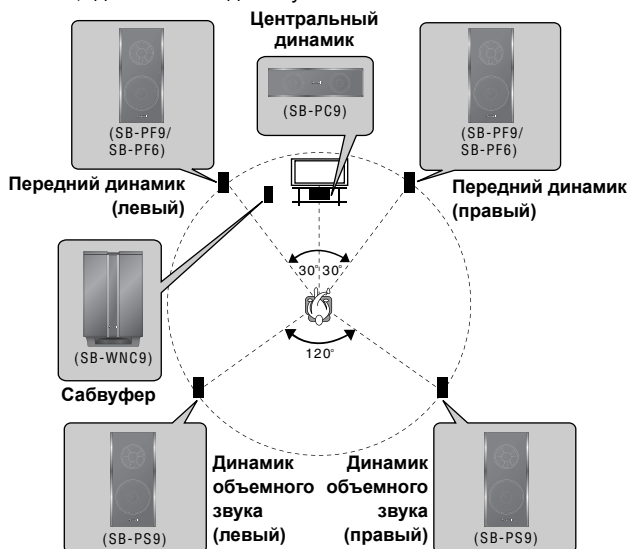 Центральный
динамик
(SB-PC9)
(SB-PF9/
SB-PF6)
(SB-PF9/
SB-PF6)
Передний динамик
(левый)
Передний динамик
(правый)
30° 30°
120°
(SB-WNC9)
Сабвуфер
Динамик
объемного
звука
(левый)
Динамик
объемного
звука
(правый)
(SB-PS9)
(SB-PS9)